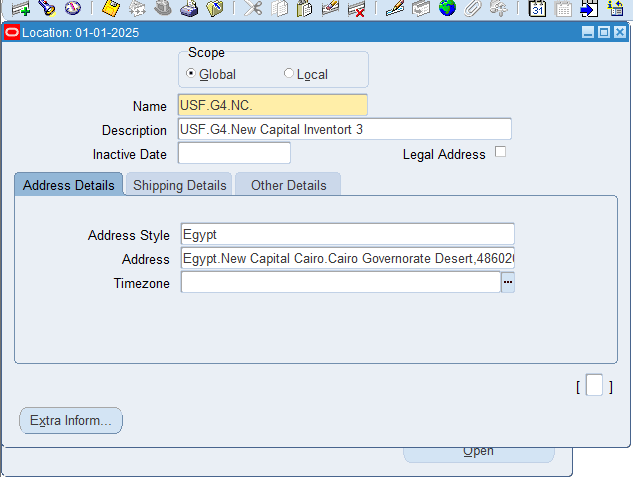 Location: 01-01-2025
Scope
Global
Local
Name USF.G4.NC.
Description USF.G4.New Capital Inventort 3
Inactive Date
Legal Address
Address Details
Shipping Details
Other Details
Address Style Egypt
Address Egypt.New Capital Cairo.Cairo Governorate Desert,486020
Timezone ...
[ ]
Extra Inform...
Open
31